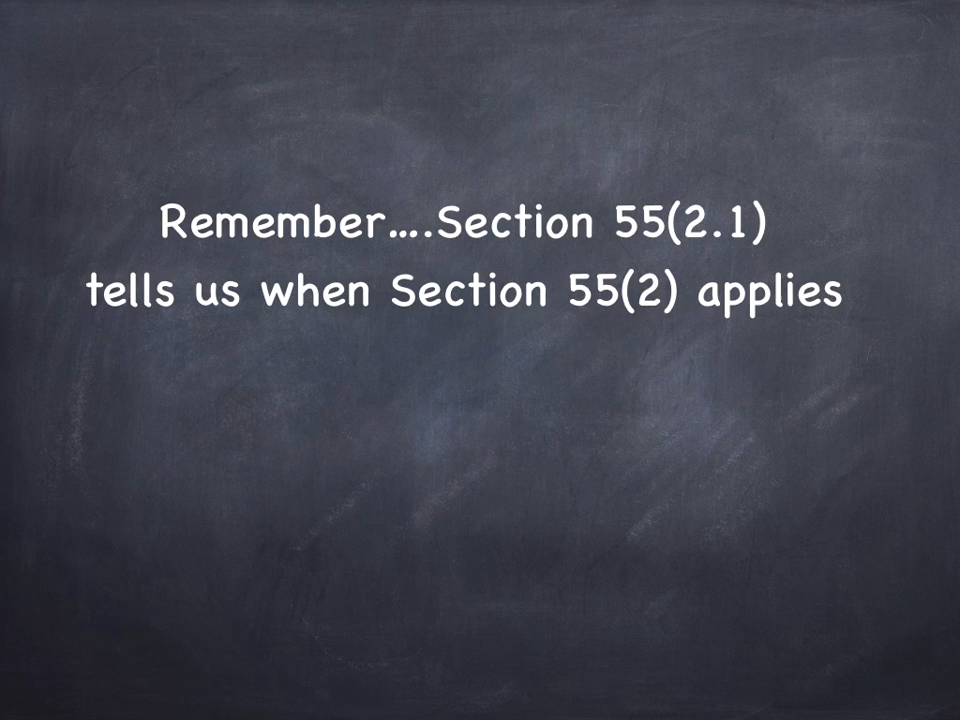 Remember....Section 55(2.1)
tells us when Section 55(2) applies